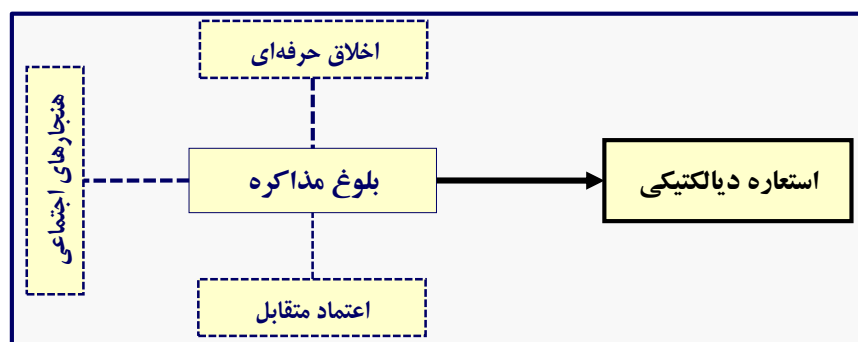 اخلاق حرفه‌ای
هنجارهای اجتماعی
بلوغ مذاکره
استعاره دیالکتیکی
اعتماد متقابل